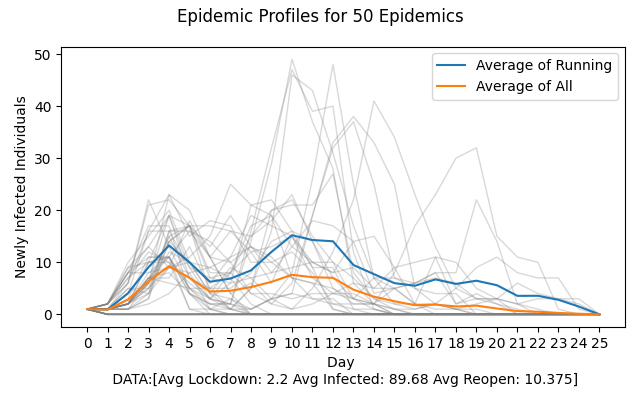 Epidemic Profiles for 50 Epidemics
Newly Infected Individuals
50
40
30
20
10
0
Average of Running
Average of All
0 1 2 3 4 5 6 7 8 9 10 11 12 13 14 15 16 17 18 19 20 21 22 23 24 25
Day
DATA:[Avg Lockdown: 2.2 Avg Infected: 89.68 Avg Reopen: 10.375]